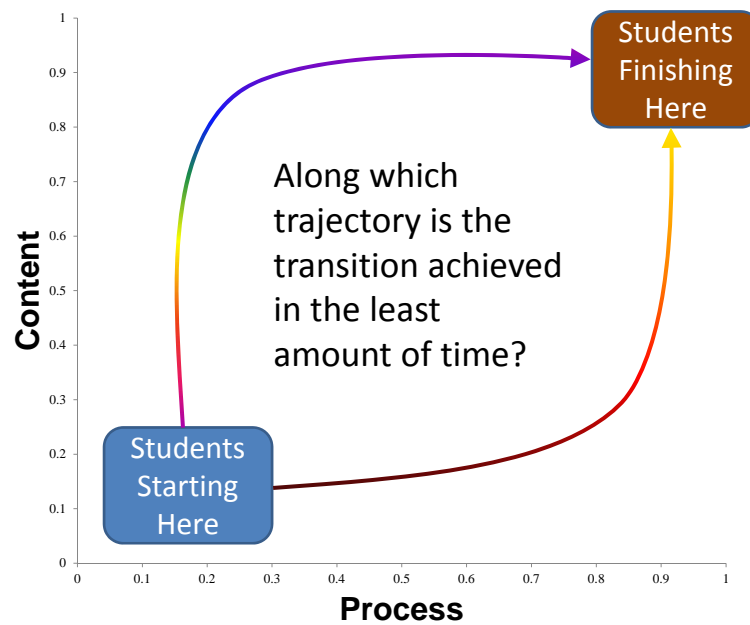 1
0.9
0.8
0.7
0.6
0.5
0.4
0.3
0.2
0.1
0
Content
Students
Finishing
Here
Along which
trajectory is the
transition achieved
in the least
amount of time?
Students
Starting
Here
0
0.1
0.2
0.3
0.4
0.5
0.6
0.7
0.8
0.9
1
Process